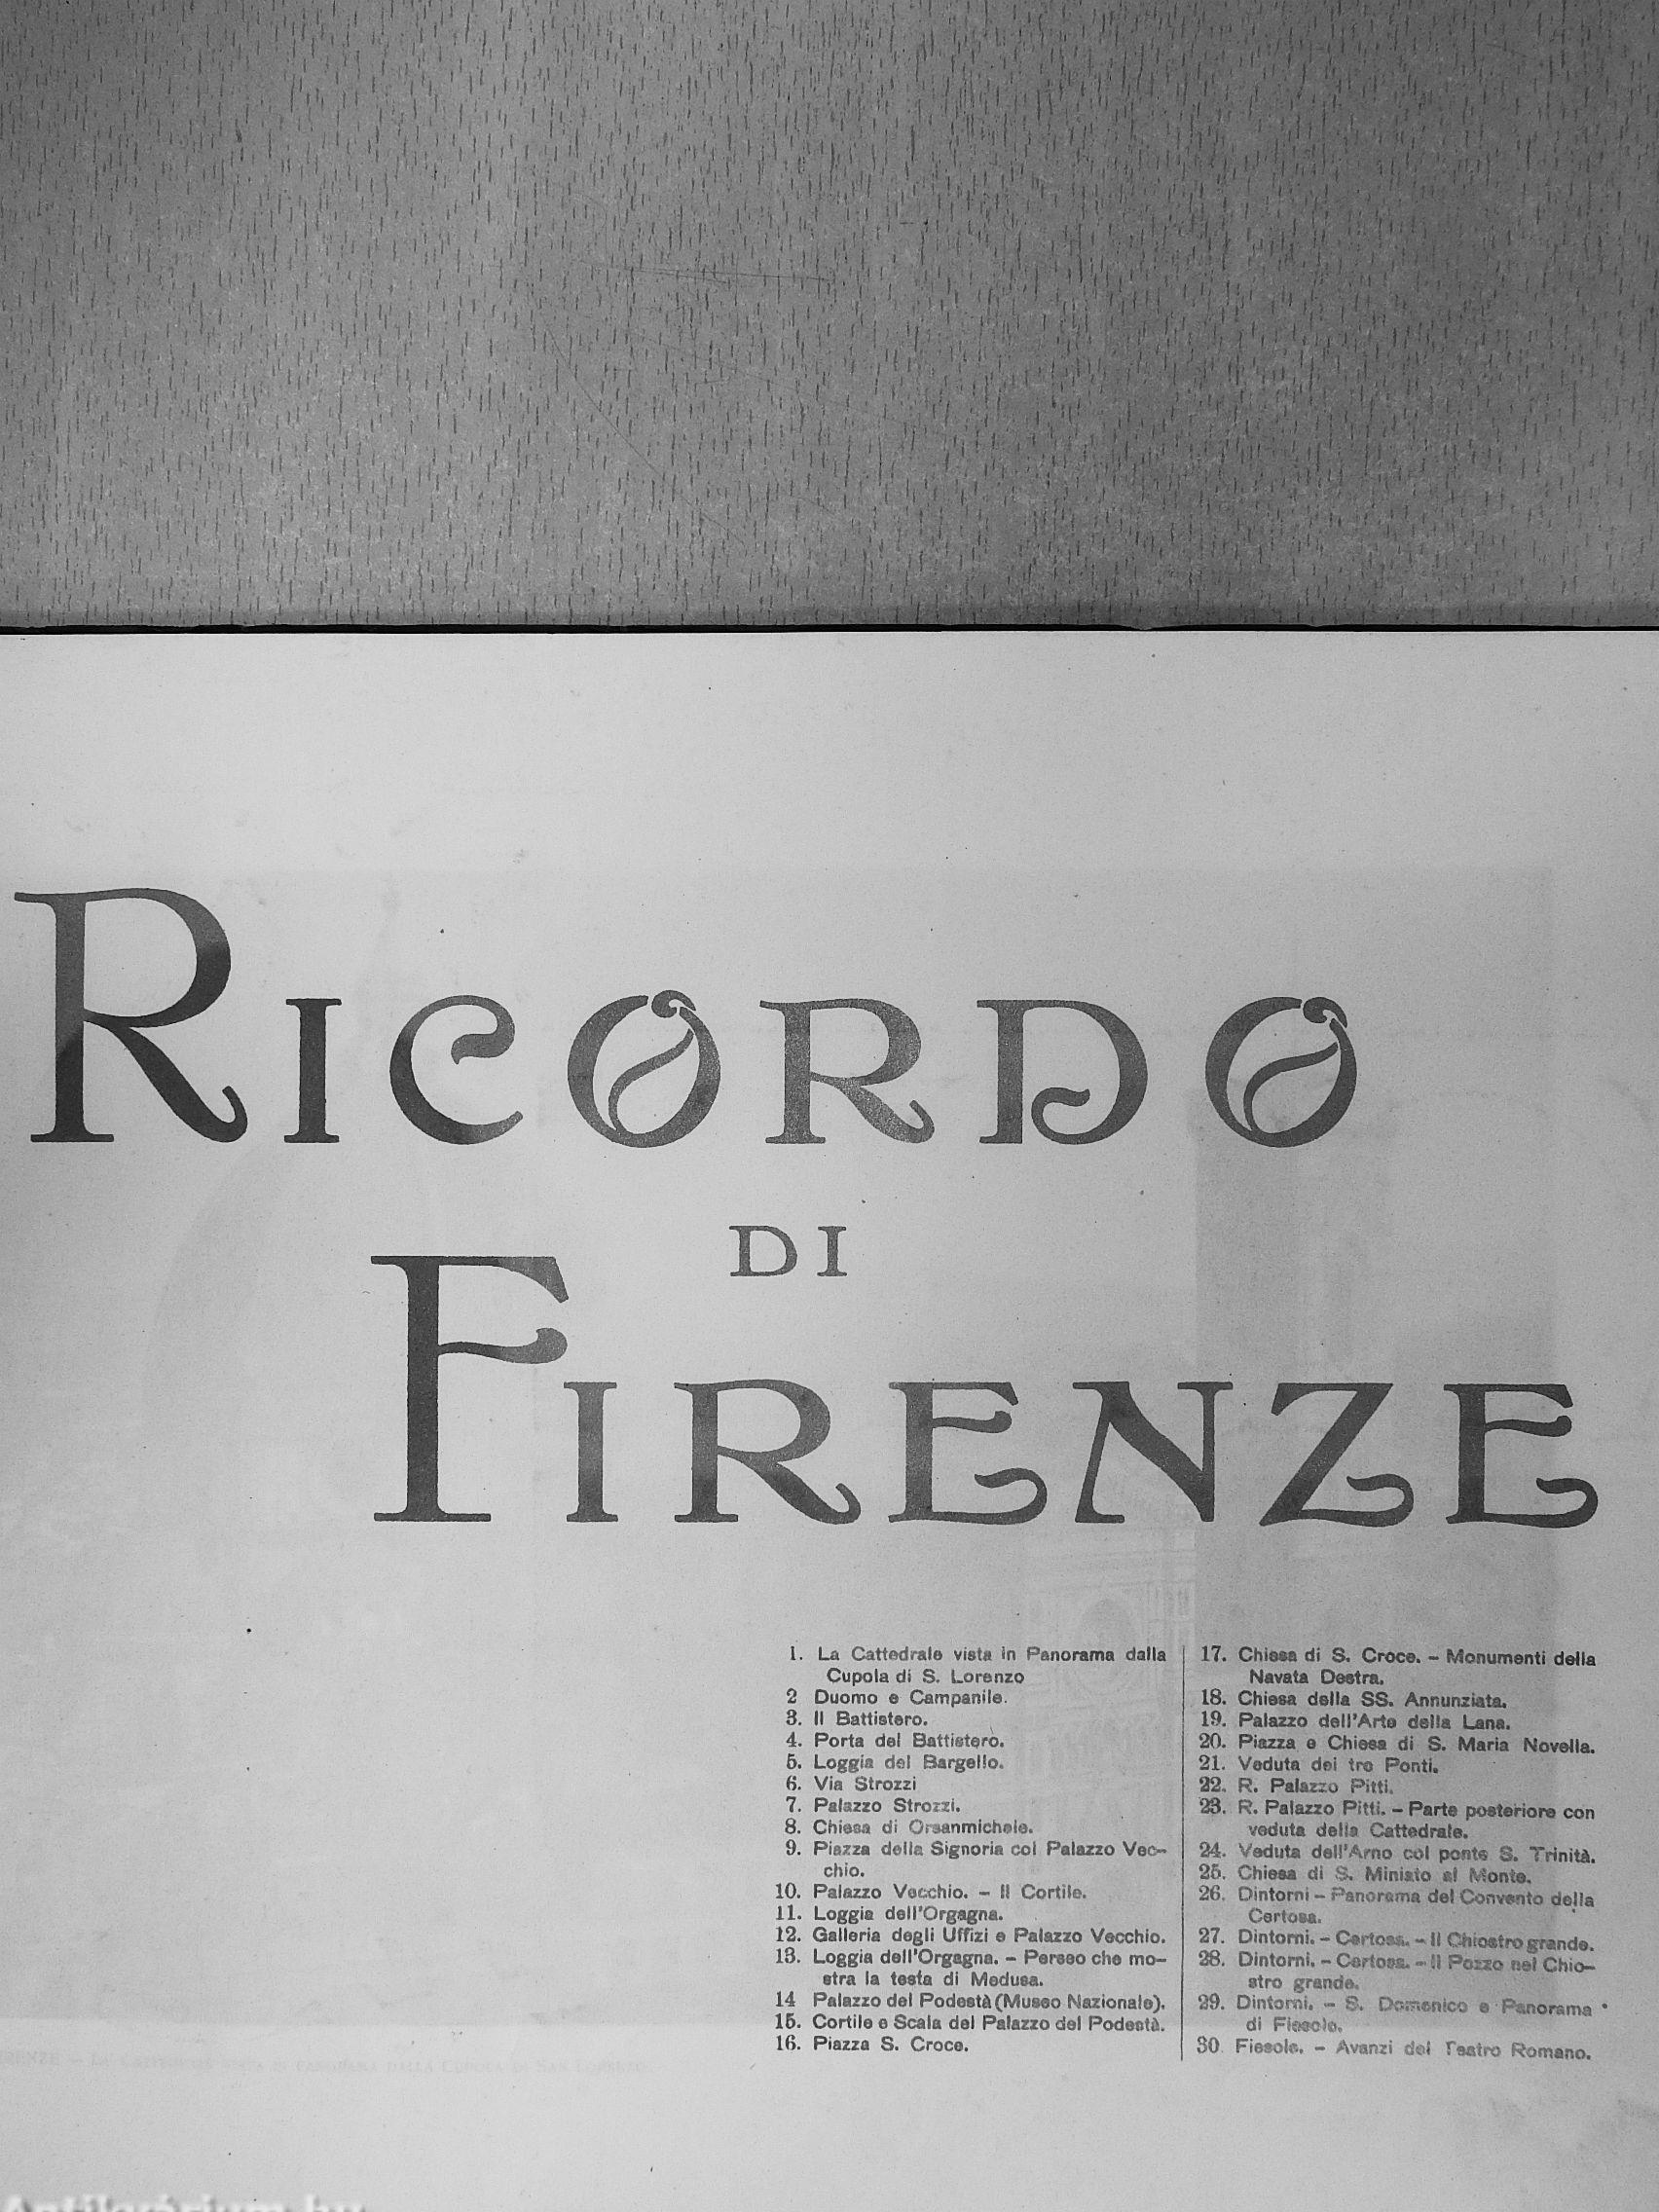 RICORDO
DI
FIRENZE
1. La Cattedrale vista in Panorama dalla
Cupola di S. Lorenzo
2 Duomo e Campanile.
3. Il Battistero.
4. Porta del Battistero.
5. Loggia del Bargello.
6. Via Strozzi
7. Palazzo Strozzi.
8. Chiesa di Orsanmichele.
9. Piazza della Signoria col Palazzo Vec-
chio.
10. Palazzo Vecchio. - Il Cortile.
11. Loggia dell'Orgagna.
12. Galleria degli Uffizi e Palazzo Vecchio.
13. Loggia dell'Orgagna. - Perseo che mo-
stra la testa di Medusa.
14 Palazzo del Podestà (Museo Nazionale).
15. Cortile e Scala del Palazzo del Podestà.
16. Piazza S. Croce.
17. Chiesa di S. Croce. - Monumenti della
Navata Destra.
18. Chiesa della SS. Annunziata.
19. Palazzo dell'Arte della Lana.
20. Piazza e Chiesa di S. Maria Novella.
21. Veduta dei tre Ponti.
22. R. Palazzo Pitti.
23. R. Palazzo Pitti. - Parte posteriore con
veduta della Cattedrale.
24. Veduta dell'Arno col ponte S. Trinità.
25. Chiesa di S. Miniato al Monte.
26. Dintorni - Panorama del Convento della
Certosa.
27. Dintorni. - Certosa. - Il Chiostro grande.
28. Dintorni. - Certosa. - Il Pozzo nel Chio-
stro grande.
29. Dintorni. - S. Domenico e Panorama
di Fiesole.
30. Fiesole. - Avanzi del Teatro Romano.